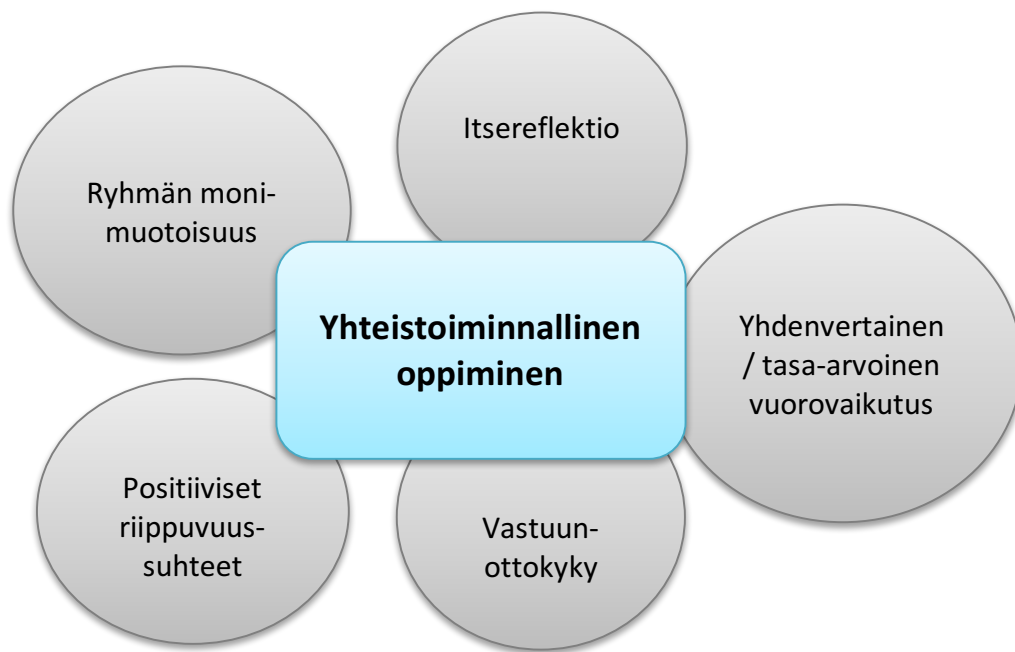 Itsereflektio
Ryhmän moni-
muotoisuus
Yhteistoiminnallinen
oppiminen
Yhdenvertainen
/ tasa-arvoinen
vuorovaikutus
Positiiviset
riippuvuus-
suhteet
Vastuun-
ottokyky